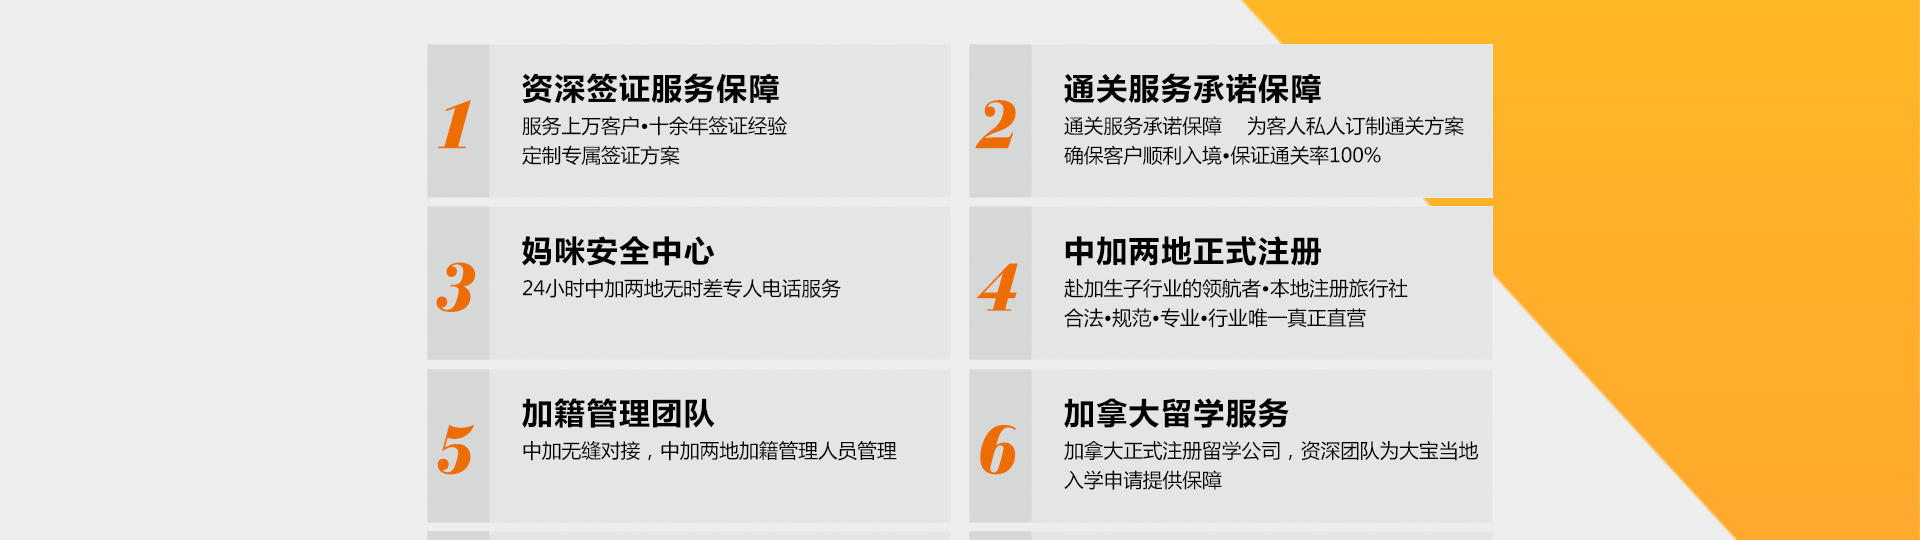 1
资深签证服务保障
服务上万客户•十余年签证经验
定制专属签证方案
2
通关服务承诺保障
通关服务承诺保障 为客人私人订制通关方案
确保客户顺利入境•保证通关率100%
3
妈咪安全中心
24小时中加两地无时差专人电话服务
4
中加两地正式注册
赴加生子行业的领航者•本地注册旅行社
合法•规范•专业•行业唯一真正直营
5
加籍管理团队
中加无缝对接，中加两地加籍管理人员管理
6
加拿大留学服务
加拿大正式注册留学公司，资深团队为大宝当地
入学申请提供保障